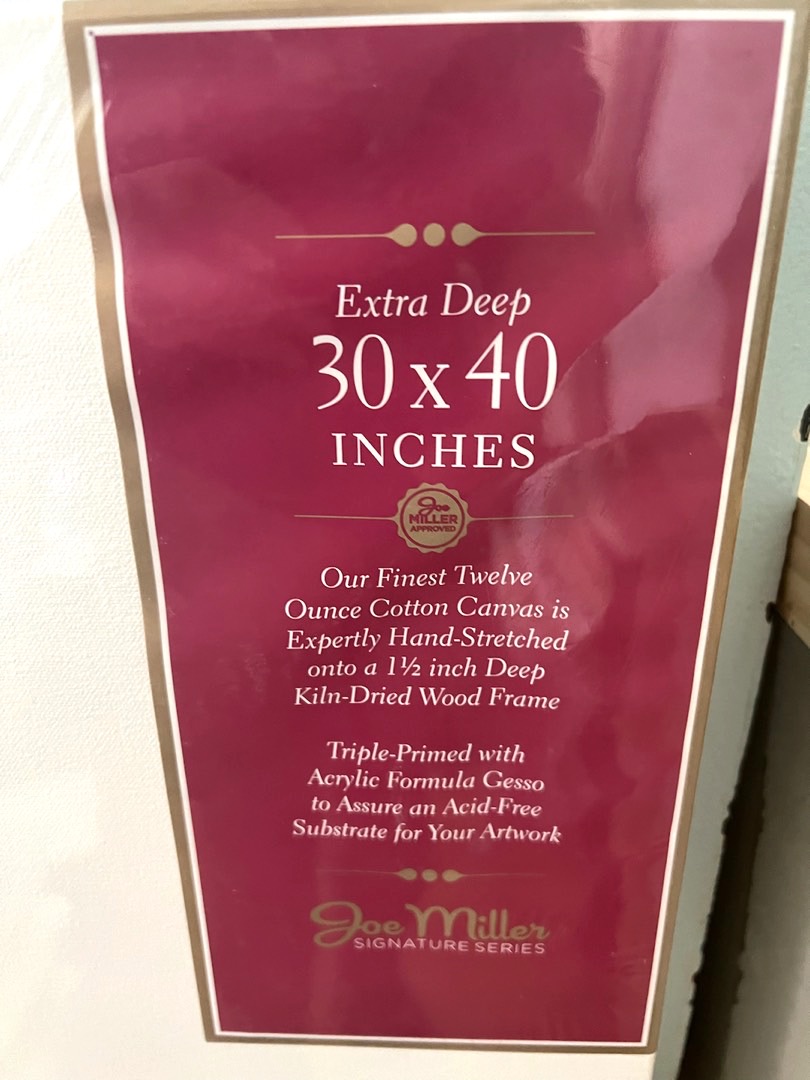 Extra Deep
30 x 40
INCHES
Joe
MILLER
APPROVED
Our Finest Twelve
Ounce Cotton Canvas is
Expertly Hand-Stretched
onto a 1½ inch Deep
Kiln-Dried Wood Frame
Triple-Primed with
Acrylic Formula Gesso
to Assure an Acid-Free
Substrate for Your Artwork
Joe Miller
SIGNATURE SERIES